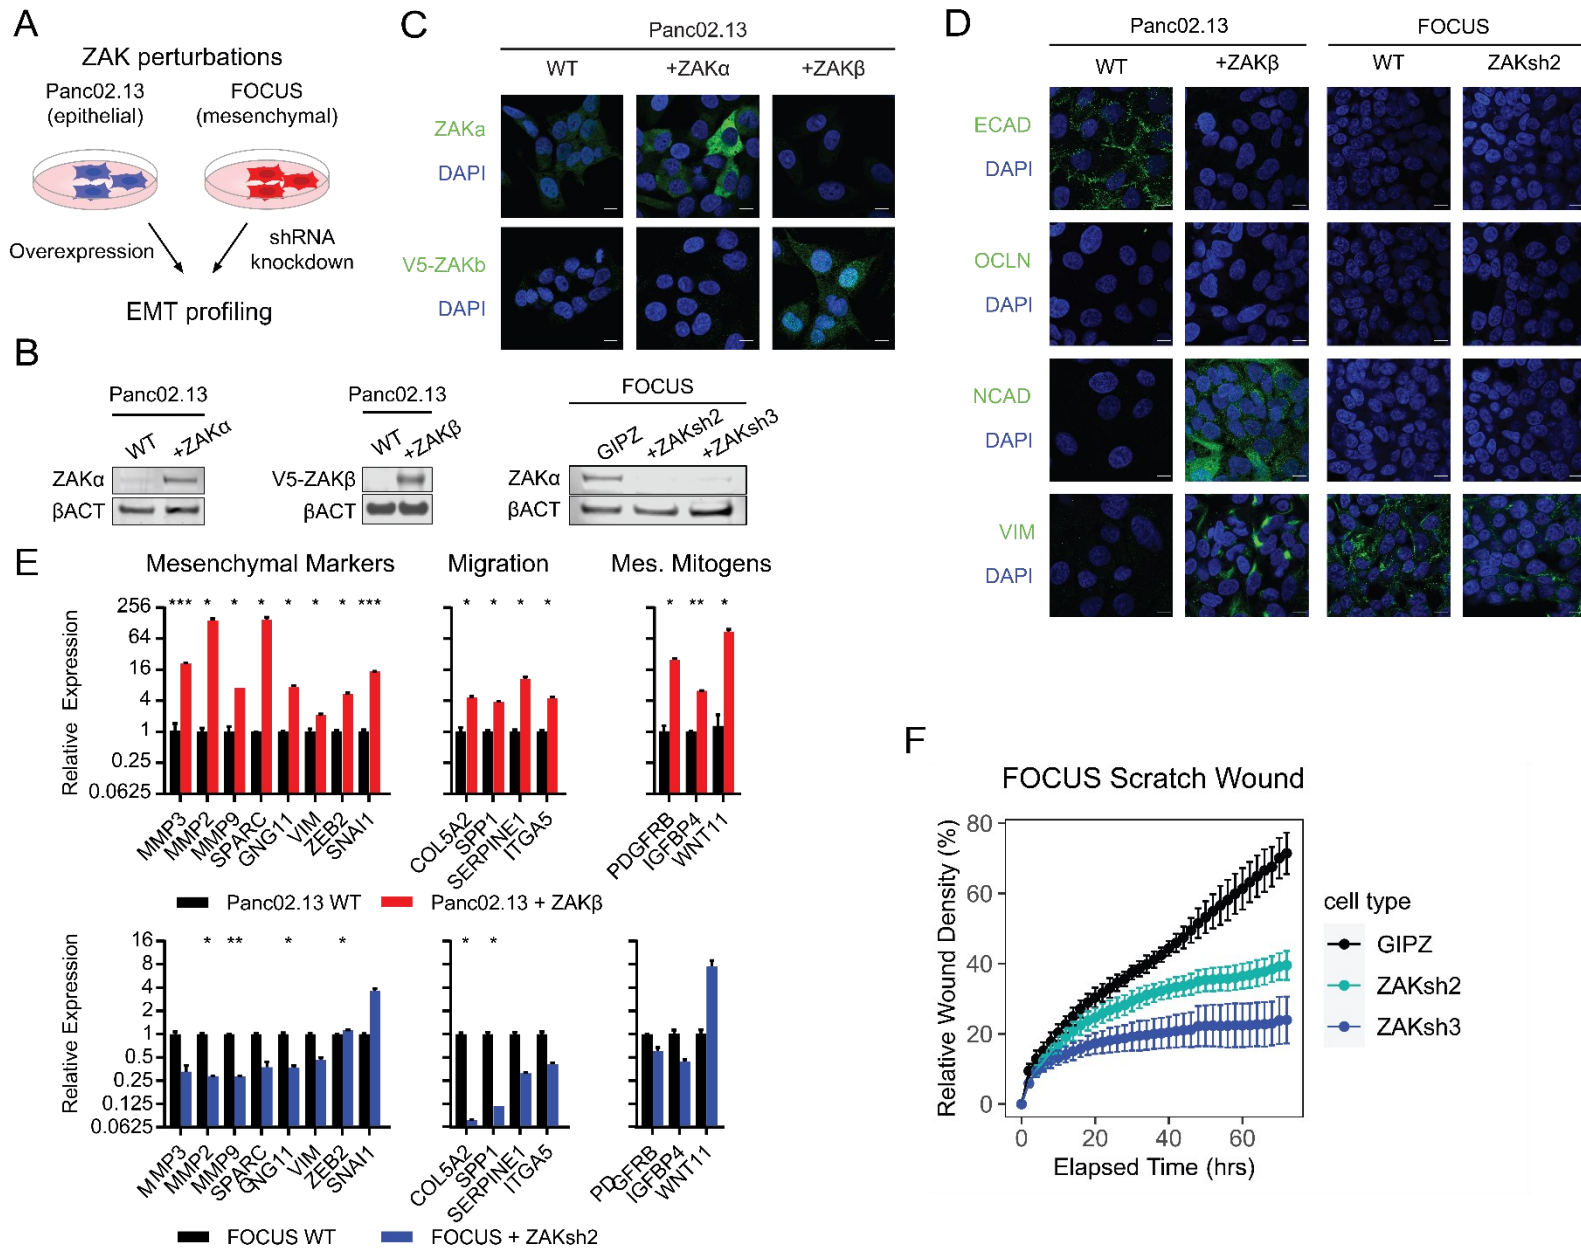 A
ZAK perturbations
Panc02.13
(epithelial)
FOCUS
(mesenchymal)
Overexpression
shRNA
knockdown
EMT profiling
B
Panc02.13
WT
+ZAKα
ZAKα
βACT
Panc02.13
WT
+ZAKβ
V5-ZAKβ
βACT
FOCUS
GIPZ
+ZAKsh2
+ZAKsh3
ZAKα
βACT
C
Panc02.13
WT
+ZAKα
+ZAKβ
ZAKa
DAPI
V5-ZAKb
DAPI
D
Panc02.13
FOCUS
WT
+ZAKβ
WT
ZAKsh2
ECAD
DAPI
OCLN
DAPI
NCAD
DAPI
VIM
DAPI
E
Mesenchymal Markers
Migration
Mes. Mitogens
*** * * * * * * ***
* * * *
* ** *
Relative Expression
256
64
16
4
1
0.25
0.0625
MMP3
MMP2
MMP9
SPARC
GNG11
VIM
ZEB2
SNAI1
COL5A2
SPP1
SERPINE1
ITGA5
PDGFRB
IGFBP4
WNT11
Panc02.13 WT
Panc02.13 + ZAKβ
* ** * *
* *
Relative Expression
16
8
4
2
1
0.5
0.25
0.125
0.0625
MMP3
MMP2
MMP9
SPARC
GNG11
VIM
ZEB2
SNAI1
COL5A2
SPP1
SERPINE1
ITGA5
PDGFRB
IGFBP4
WNT11
FOCUS WT
FOCUS + ZAKsh2
F
FOCUS Scratch Wound
Relative Wound Density (%)
80
60
40
20
0
0
20
40
60
Elapsed Time (hrs)
cell type
GIPZ
ZAKsh2
ZAKsh3